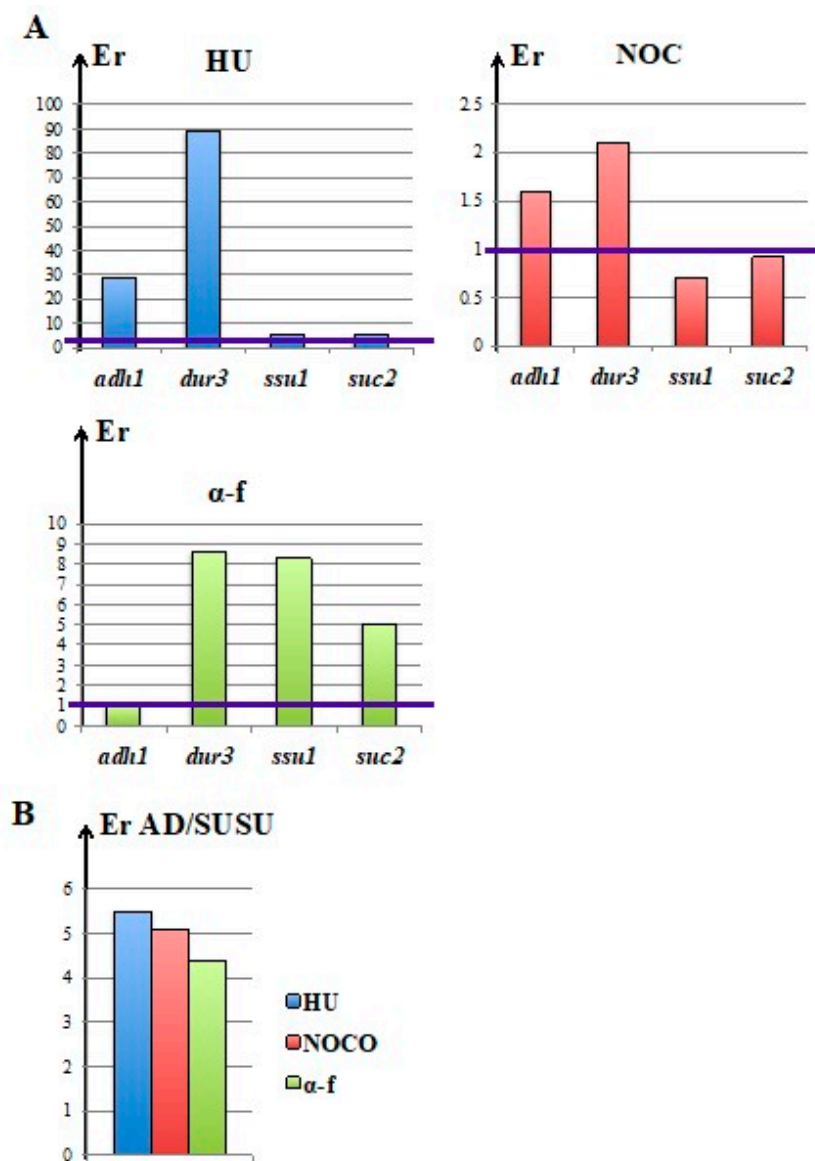 A
Er HU
100
90
80
70
60
50
40
30
20
10
0
adh1 dur3 ssu1 suc2
Er NOC
2.5
2
1.5
1
0.5
0
adh1 dur3 ssu1 suc2
Er
α-f
10
9
8
7
6
5
4
3
2
1
0
adh1 dur3 ssu1 suc2
B
Er AD/SUSU
6
5
4
3
2
1
0
HU
NOCO
α-f